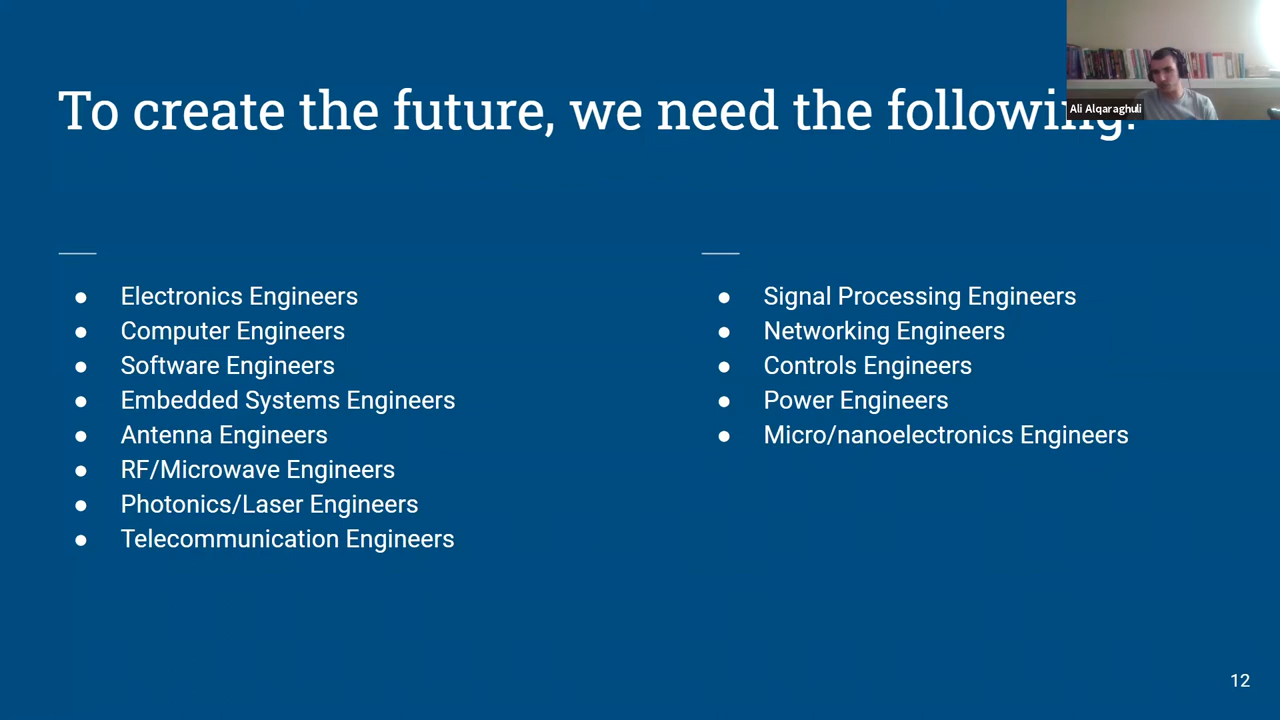 To create the future, we need the following:
Ali Alqaraghuli
● Electronics Engineers
● Computer Engineers
● Software Engineers
● Embedded Systems Engineers
● Antenna Engineers
● RF/Microwave Engineers
● Photonics/Laser Engineers
● Telecommunication Engineers
● Signal Processing Engineers
● Networking Engineers
● Controls Engineers
● Power Engineers
● Micro/nanoelectronics Engineers
12